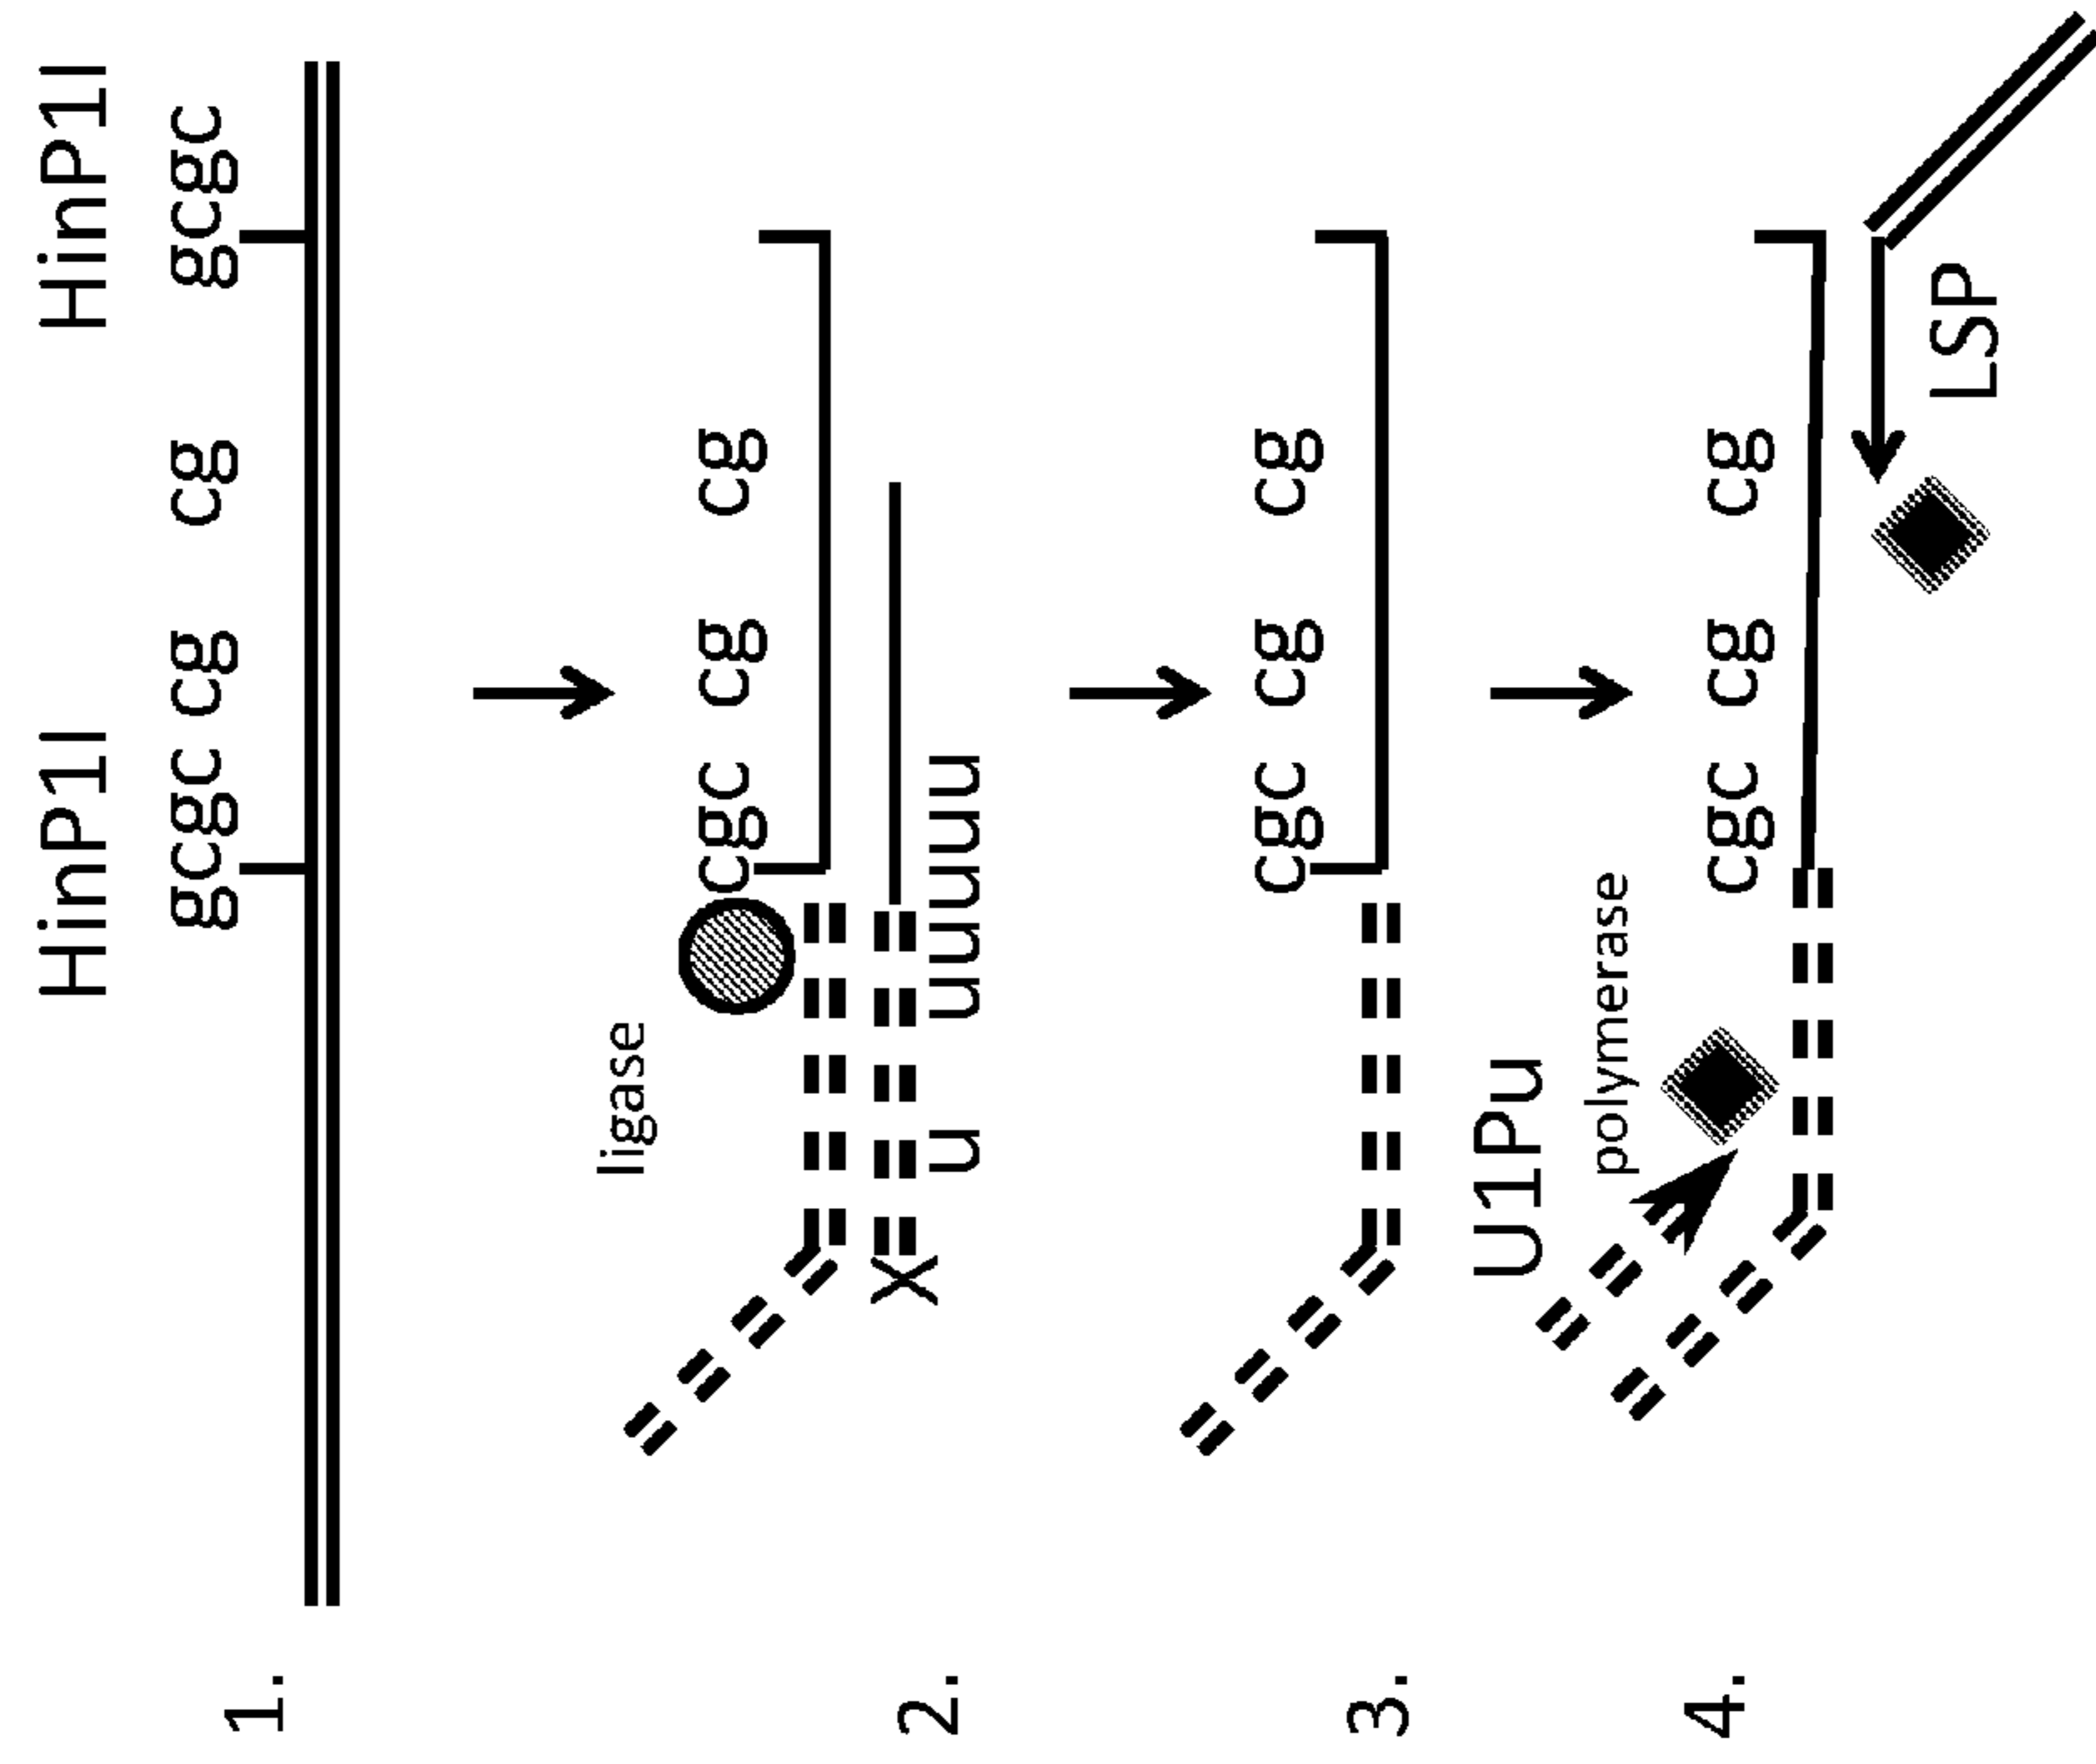 HinP1I HinP1I
gcgc cg cg gcgc
1.
ligase
cgc cg cg
2. X
u uuuuu
cgc cg cg
3.
U1Pu
polymerase
cgc cg cg
4.
LSP